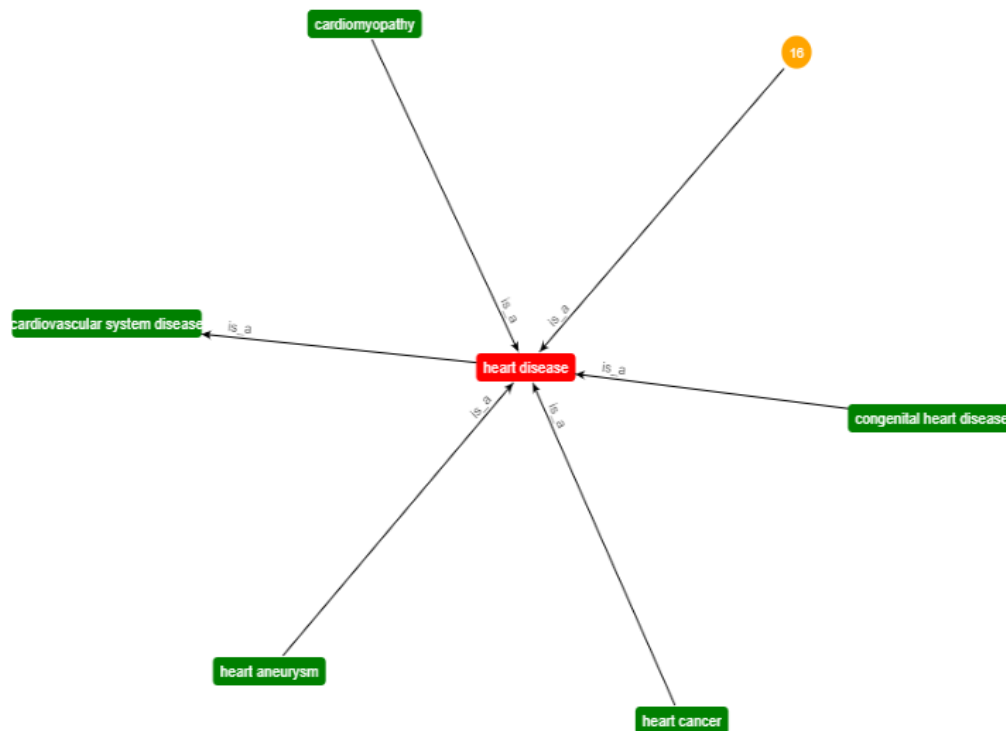 cardiomyopathy
16
is_a
is_a
cardiovascular system disease
is_a
heart disease
is_a
congenital heart disease
is_a
is_a
heart aneurysm
heart cancer